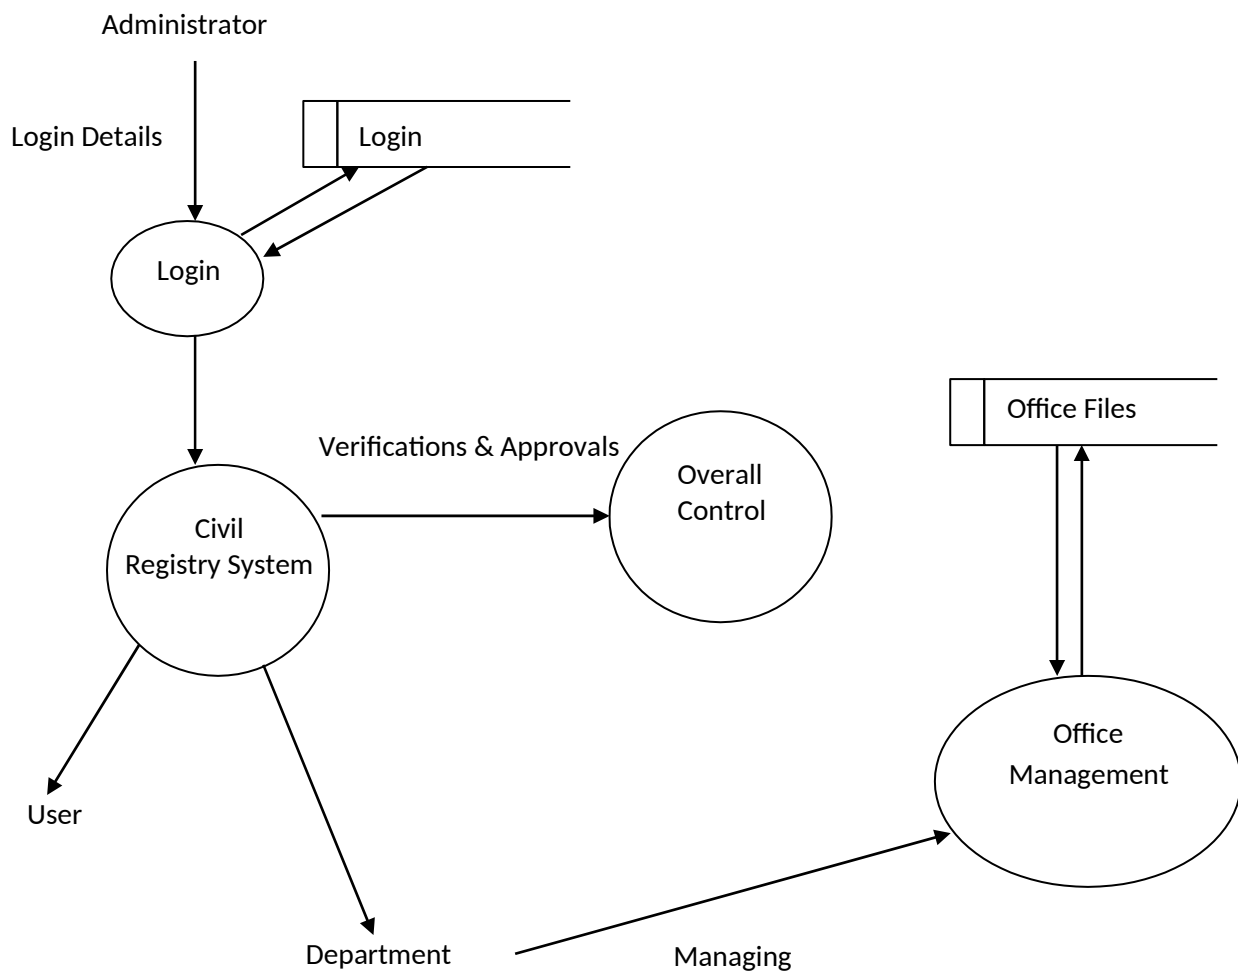 Administrator
Login Details
Login
Login
Office Files
Verifications & Approvals
Overall
Control
Civil
Registry System
Office
Management
User
Department
Managing